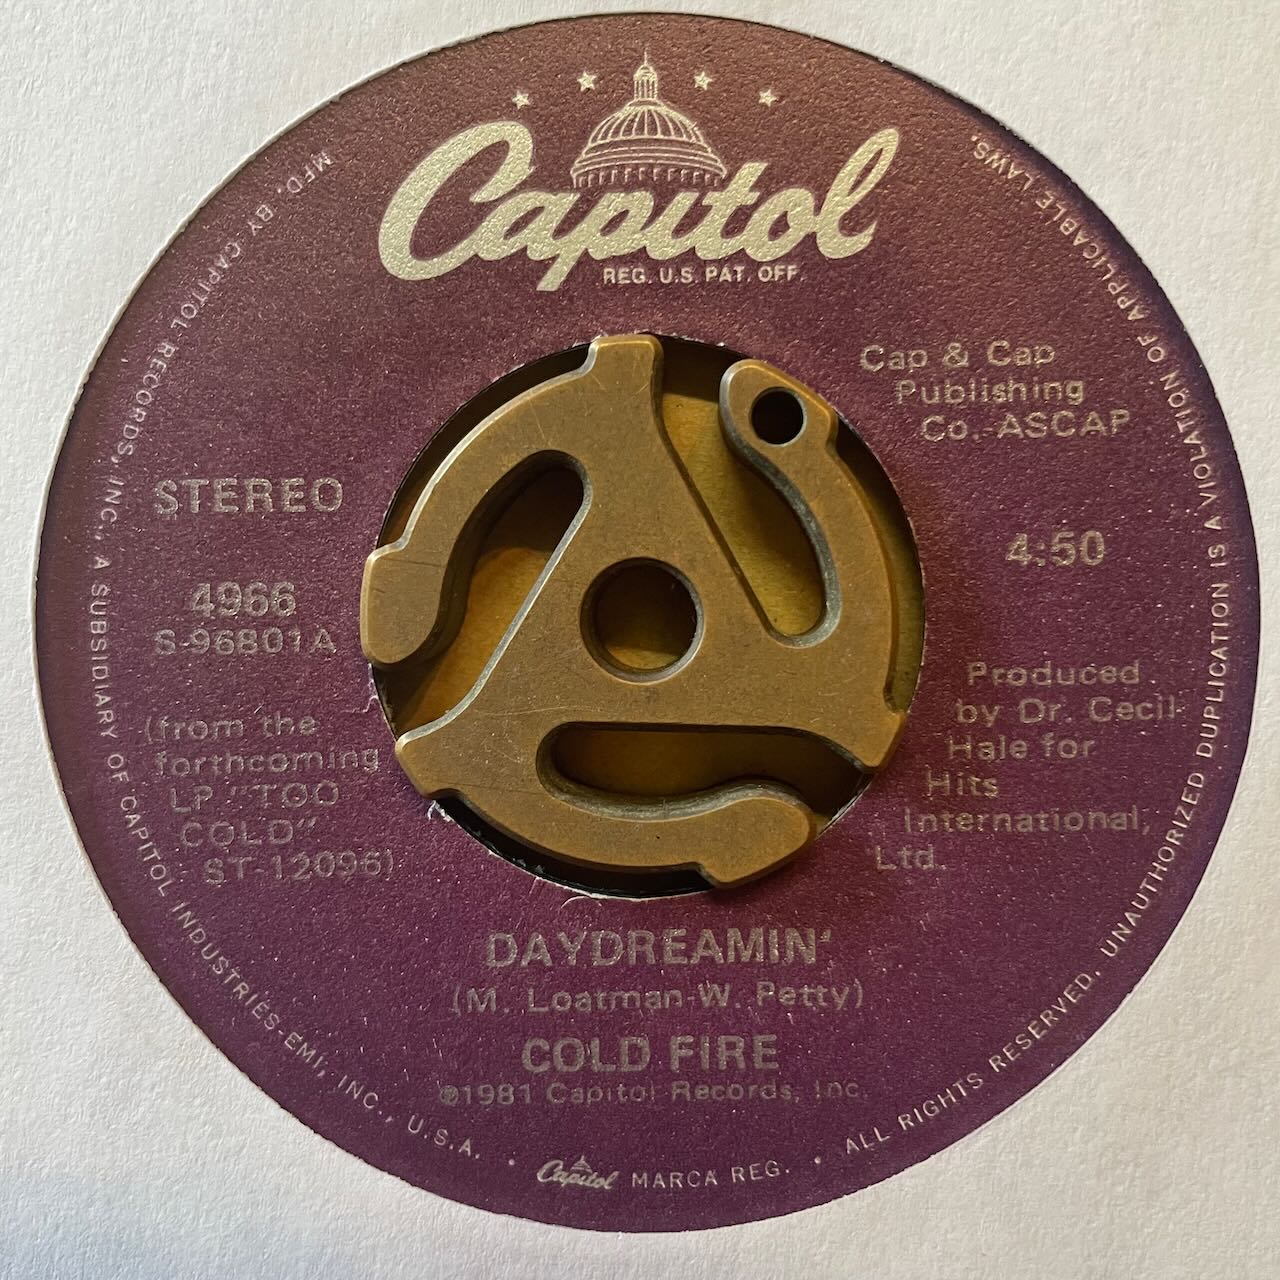 Capitol
REG. U.S. PAT. OFF.
Cap & Cap
Publishing
Co.-ASCAP
STEREO
4:50
4966
S-96801A
(from the
forthcoming
LP "TOO
COLD"
ST-12096)
Produced
by Dr. Cecil
Hale for
Hits
International,
Ltd.
DAYDREAMIN'
(M. Loatman-W. Petty)
COLD FIRE
℗1981 Capitol Records, Inc.
MFD. BY CAPITOL RECORDS, INC., A SUBSIDIARY OF CAPITOL INDUSTRIES-EMI, INC., U.S.A. • Capitol MARCA REG. • ALL RIGHTS RESERVED. UNAUTHORIZED DUPLICATION IS A VIOLATION OF APPLICABLE LAWS.